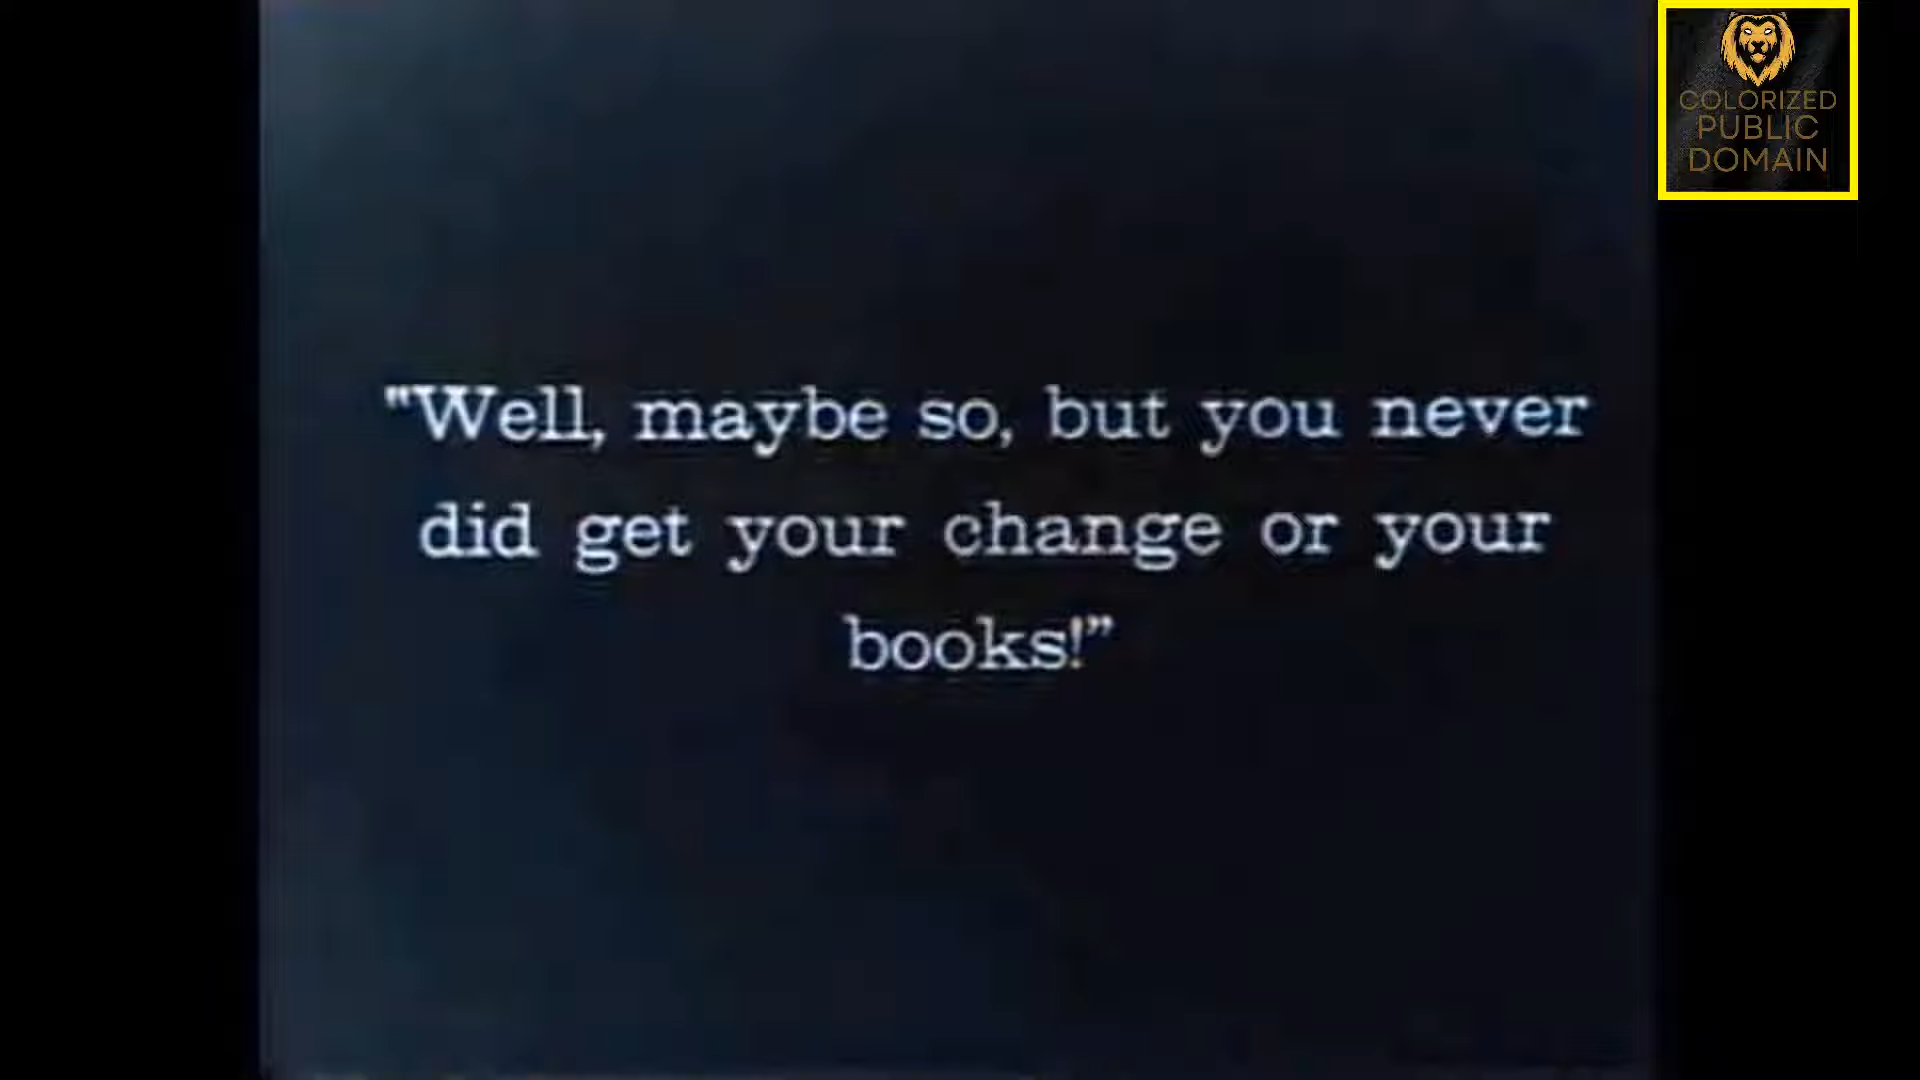 COLORIZED
PUBLIC
DOMAIN
"Well, maybe so, but you never
did get your change or your
books!”